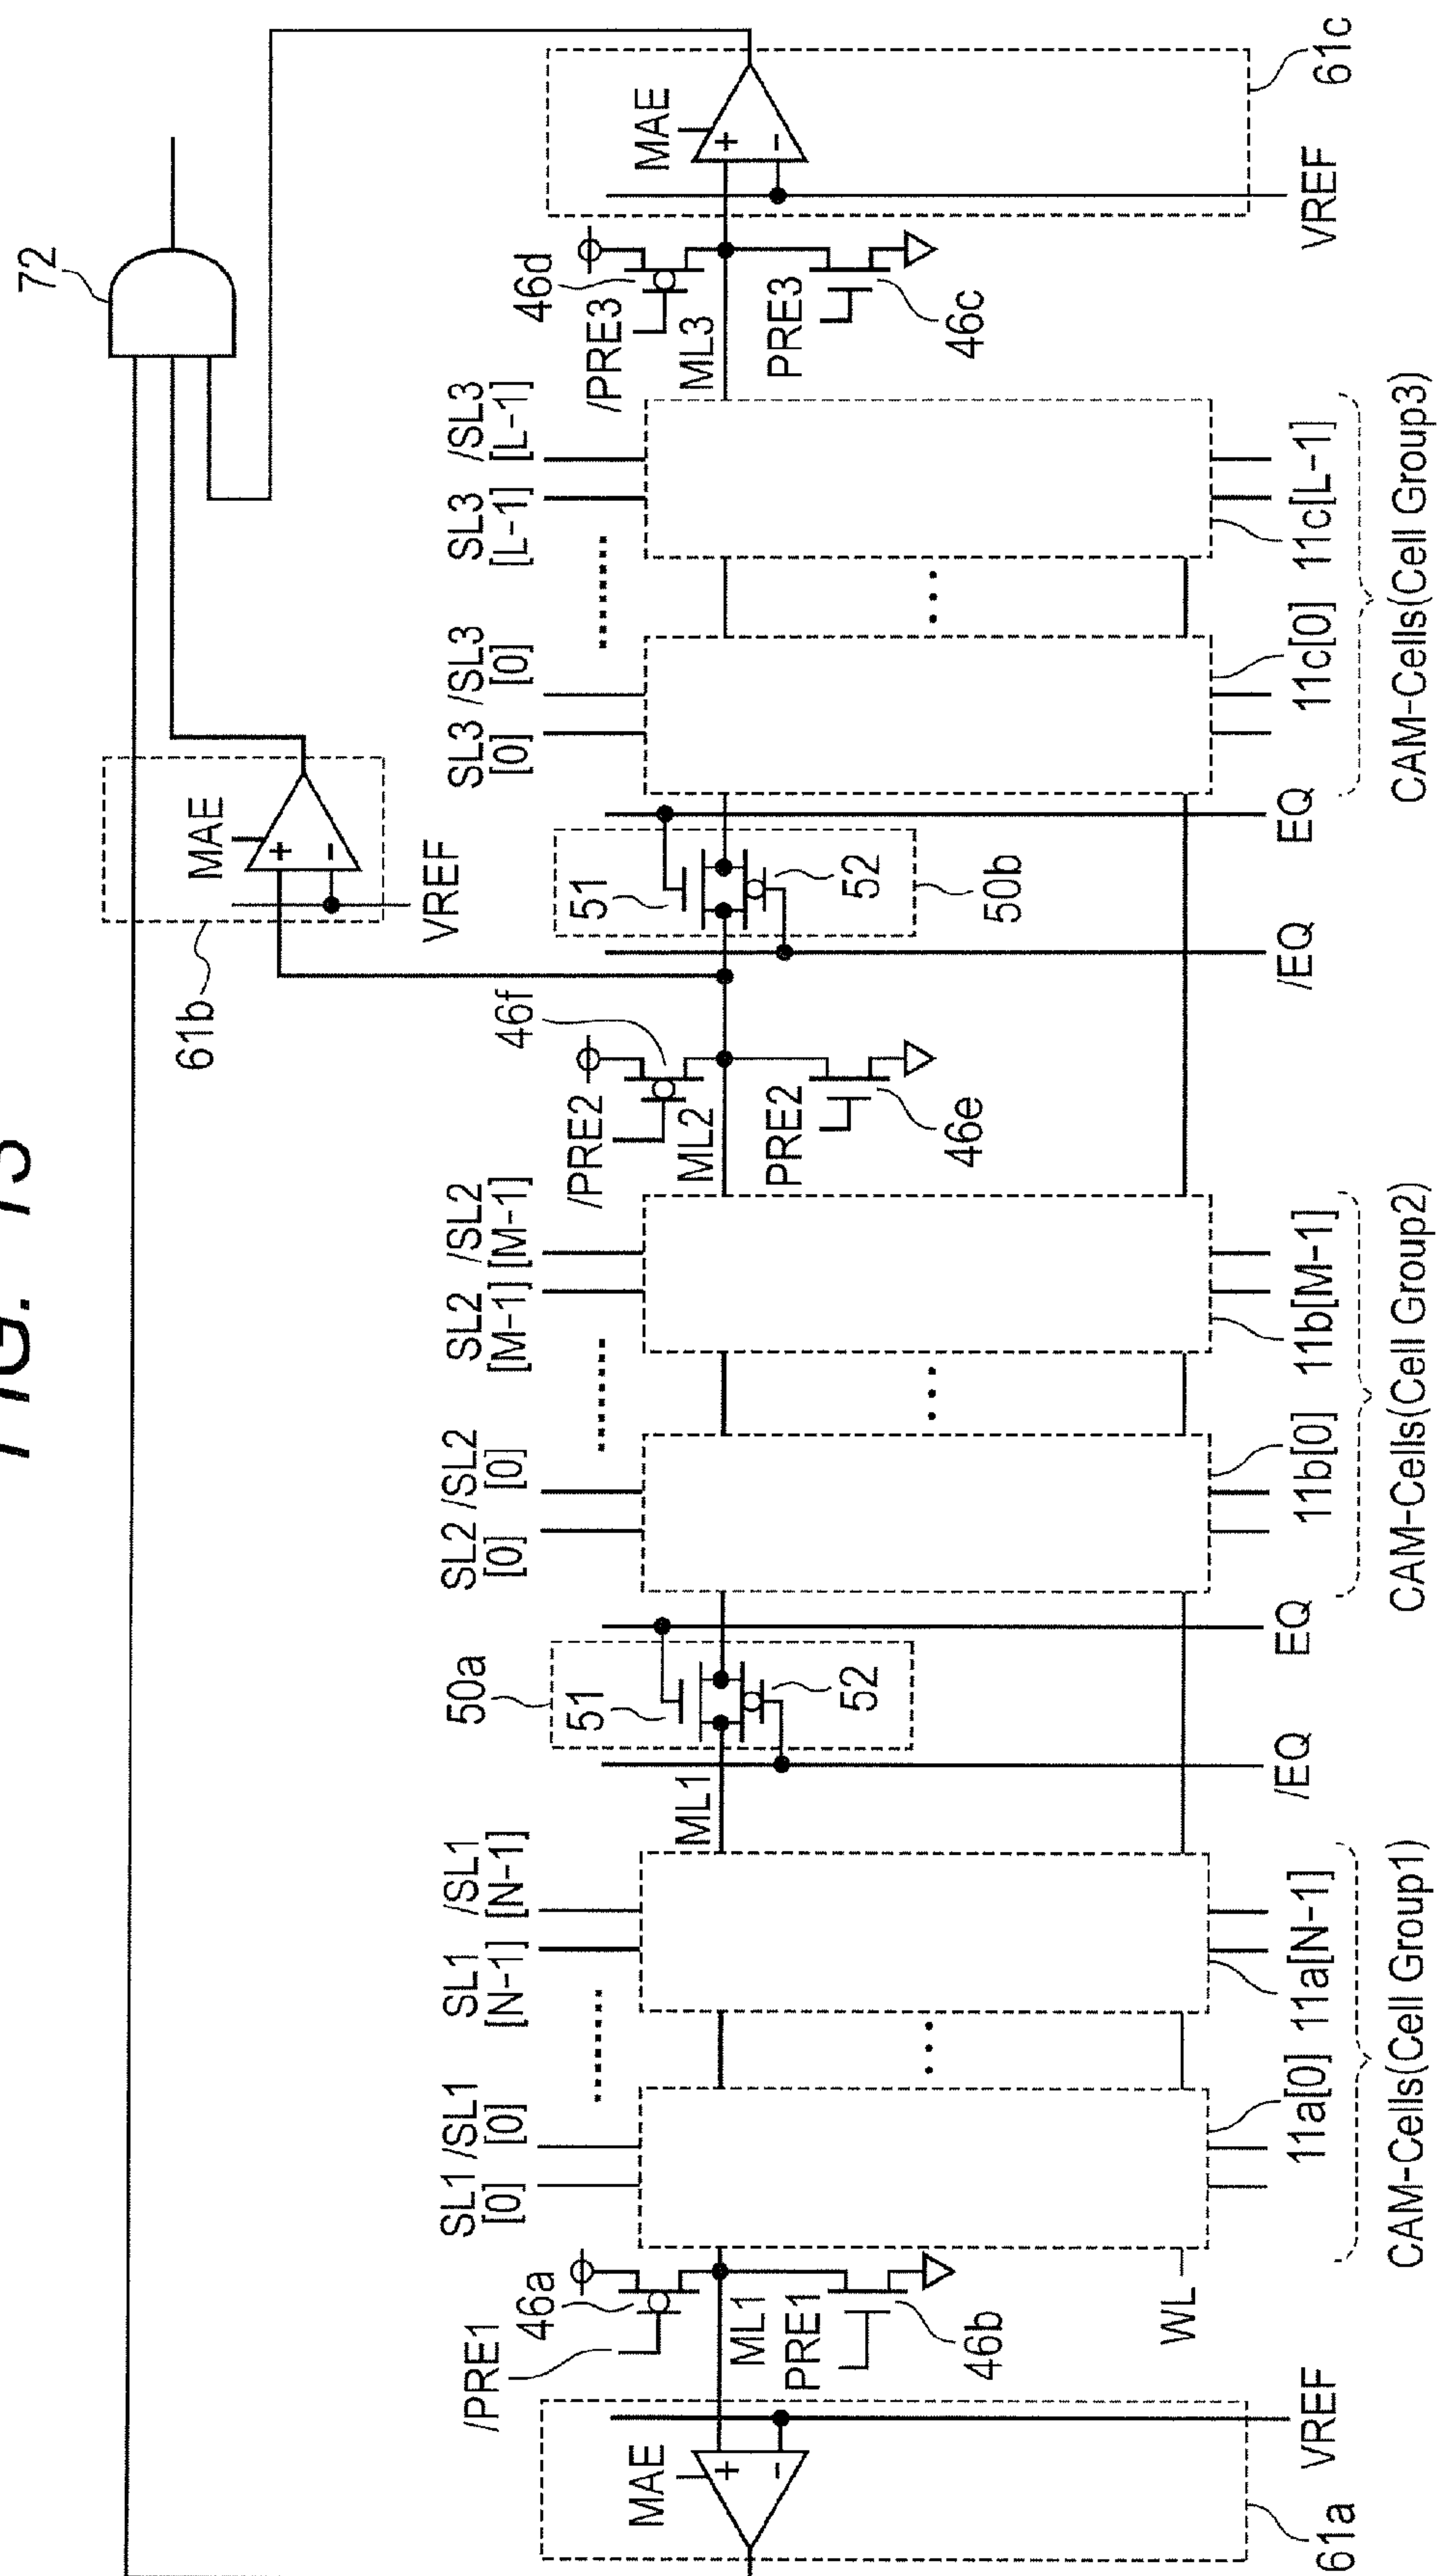 FIG.
72
61b
MAE
VREF
SL1 [0]
/SL1 [0]
SL1 [N-1]
/SL1 [N-1]
50a
SL2 [0]
/SL2 [0]
SL2 [M-1]
/SL2 [M-1]
SL3 [0]
/SL3 [0]
SL3 [L-1]
/SL3 [L-1]
/PRE1
46a
51
/PRE2
46f
51
/PRE3
46d
MAE
+
-
ML1
ML1
ML2
ML3
MAE
+
-
+
-
PRE1
46b
52
PRE2
46e
52
50b
PRE3
46c
WL
61a
VREF
11a[0]
11a[N-1]
/EQ
EQ
11b[0]
11b[M-1]
/EQ
EQ
11c[0]
11c[L-1]
VREF
61c
CAM-Cells(Cell Group1)
CAM-Cells(Cell Group2)
CAM-Cells(Cell Group3)